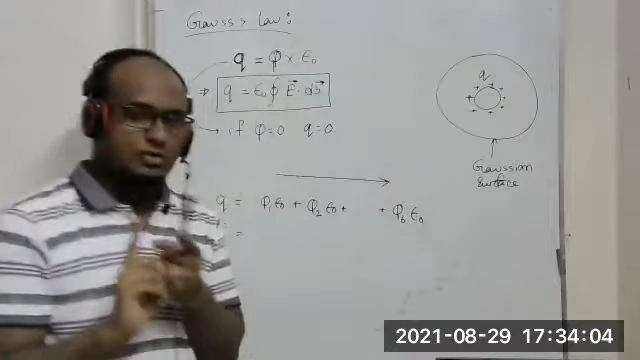 Gauss's Law:
q = φ × ε₀
⇒ q = ε₀ ∮ E⃗ · ds⃗
→ if φ=0 q=0
q
Gaussian
Surface
q = φ₁ε₀ + φ₂ε₀ + + φ₆ε₀
=
2021-08-29 17:34:04